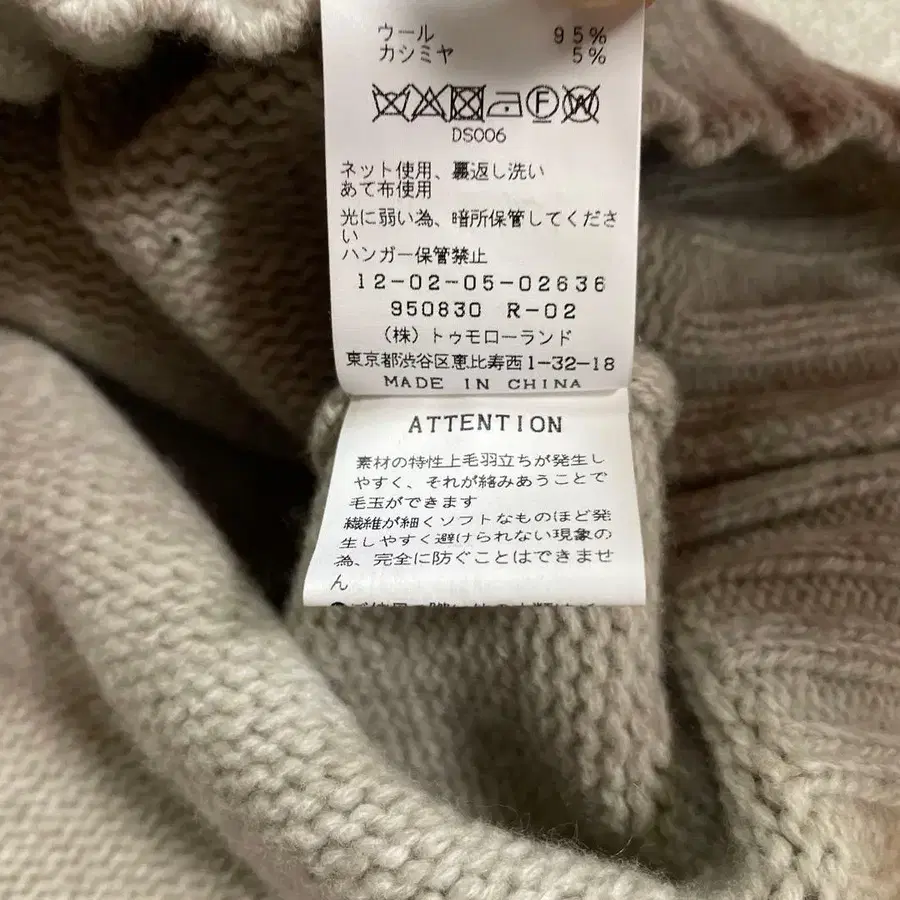 ウール 95%
カシミヤ 5%
F W
DS006
ネット使用、裏返し洗い
あて布使用
光に弱い為、暗所保管してくださ
い
ハンガー保管禁止
12-02-05-02636
950830 R-02
(株)トゥモローランド
東京都渋谷区恵比寿西1-32-18
MADE IN CHINA
ATTENTION
素材の特性上毛羽立ちが発生し
やすく、それが絡みあうことで
毛玉ができます
繊維が細くソフトなものほど発
生しやすく避けられない現象の
為、完全に防ぐことはできませ
ん